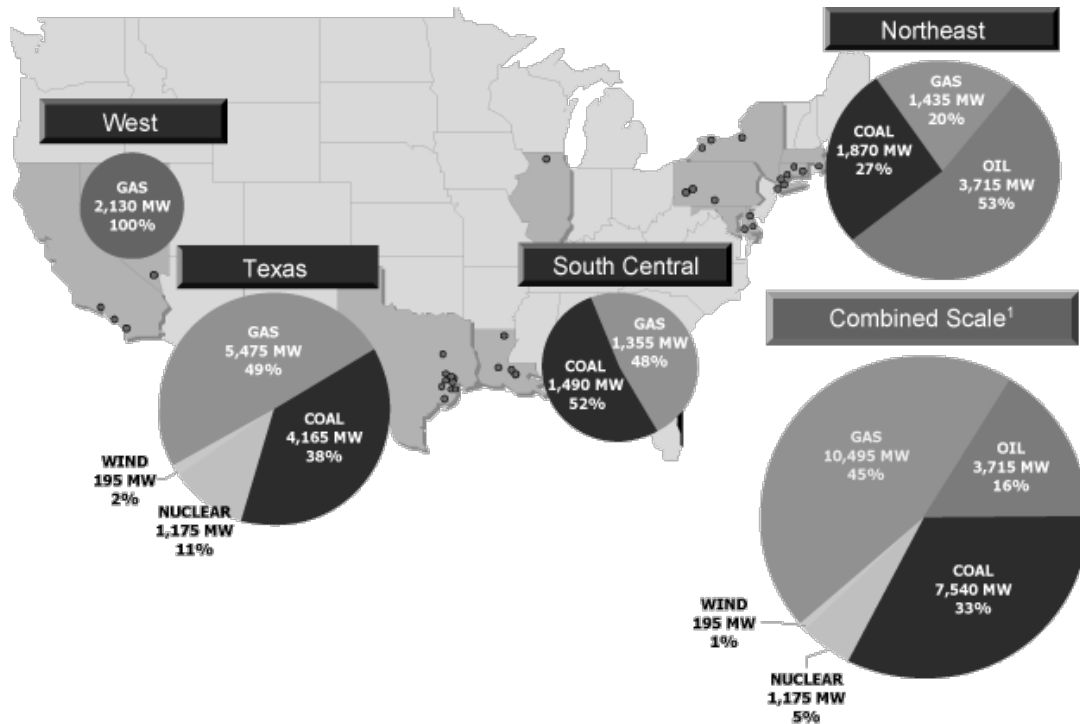 Northeast
GAS
1,435 MW
20%
COAL
1,870 MW
27%
OIL
3,715 MW
53%
West
GAS
2,130 MW
100%
Texas
GAS
5,475 MW
49%
COAL
4,165 MW
38%
WIND
195 MW
2%
NUCLEAR
1,175 MW
11%
South Central
GAS
1,355 MW
48%
COAL
1,490 MW
52%
Combined Scale¹
GAS
10,495 MW
45%
OIL
3,715 MW
16%
COAL
7,540 MW
33%
WIND
195 MW
1%
NUCLEAR
1,175 MW
5%